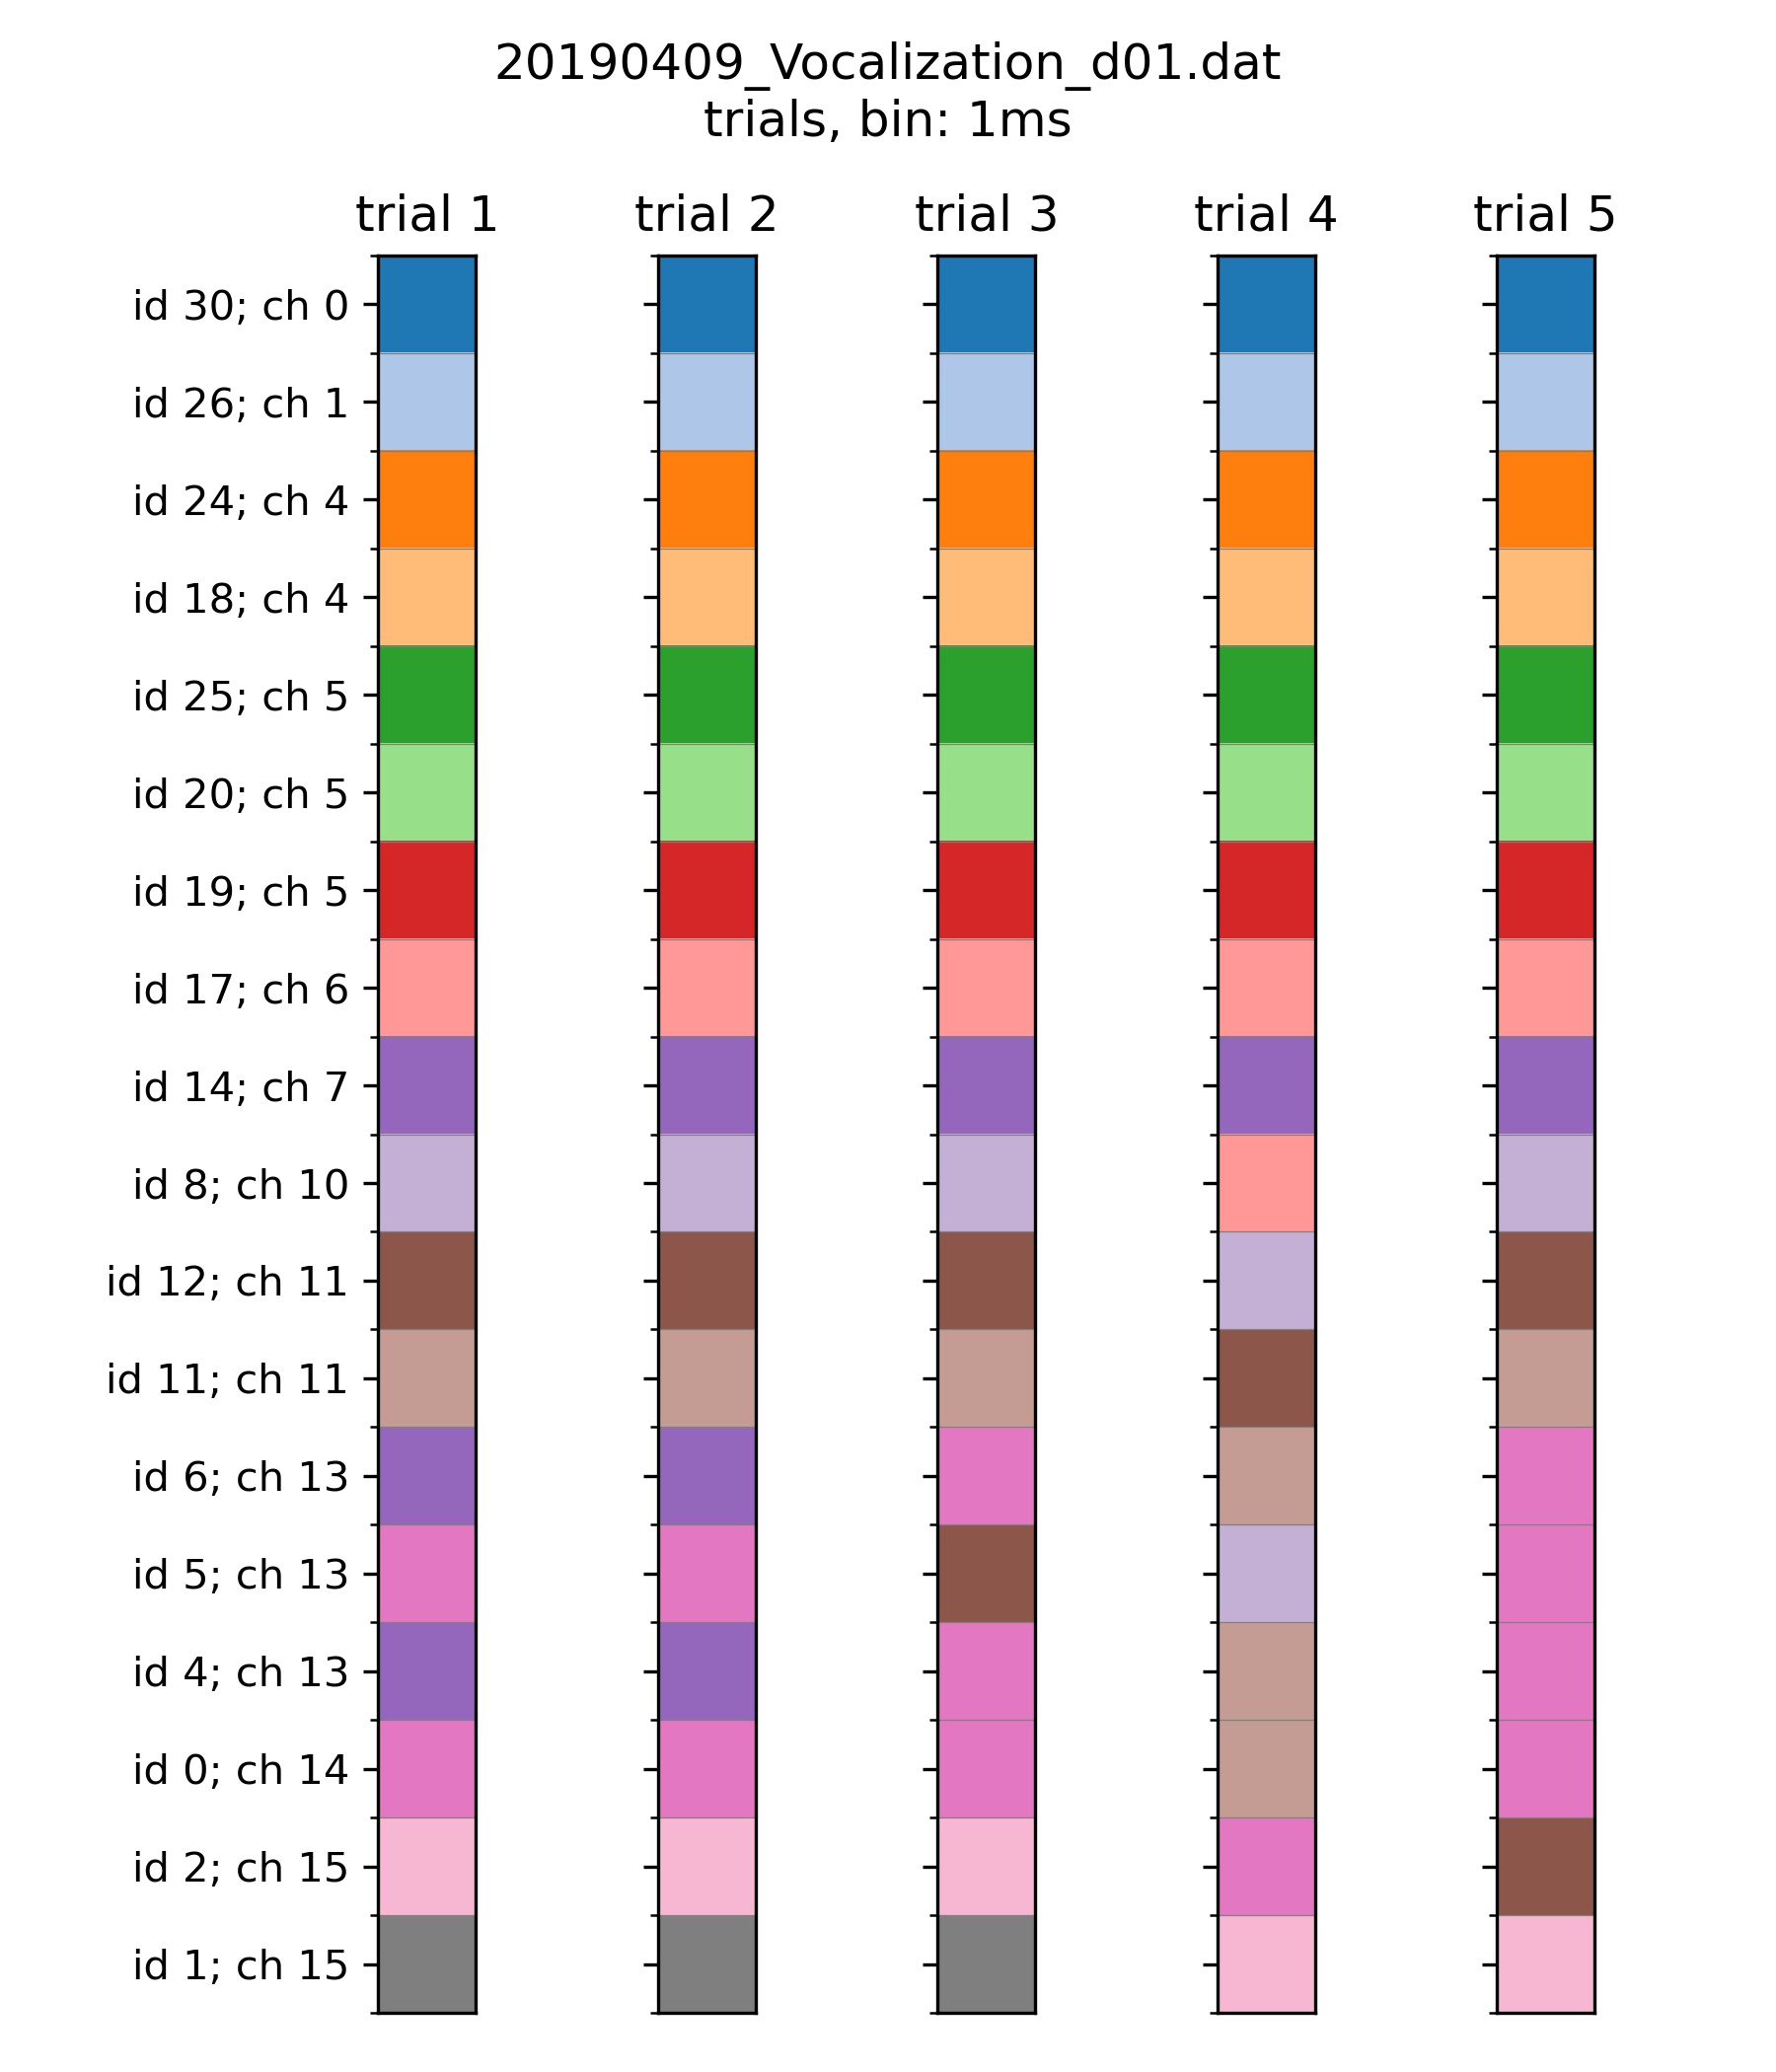 20190409_Vocalization_d01.dat
trials, bin: 1ms
trial 1 trial 2 trial 3 trial 4 trial 5
id 30; ch 0
id 26; ch 1
id 24; ch 4
id 18; ch 4
id 25; ch 5
id 20; ch 5
id 19; ch 5
id 17; ch 6
id 14; ch 7
id 8; ch 10
id 12; ch 11
id 11; ch 11
id 6; ch 13
id 5; ch 13
id 4; ch 13
id 0; ch 14
id 2; ch 15
id 1; ch 15